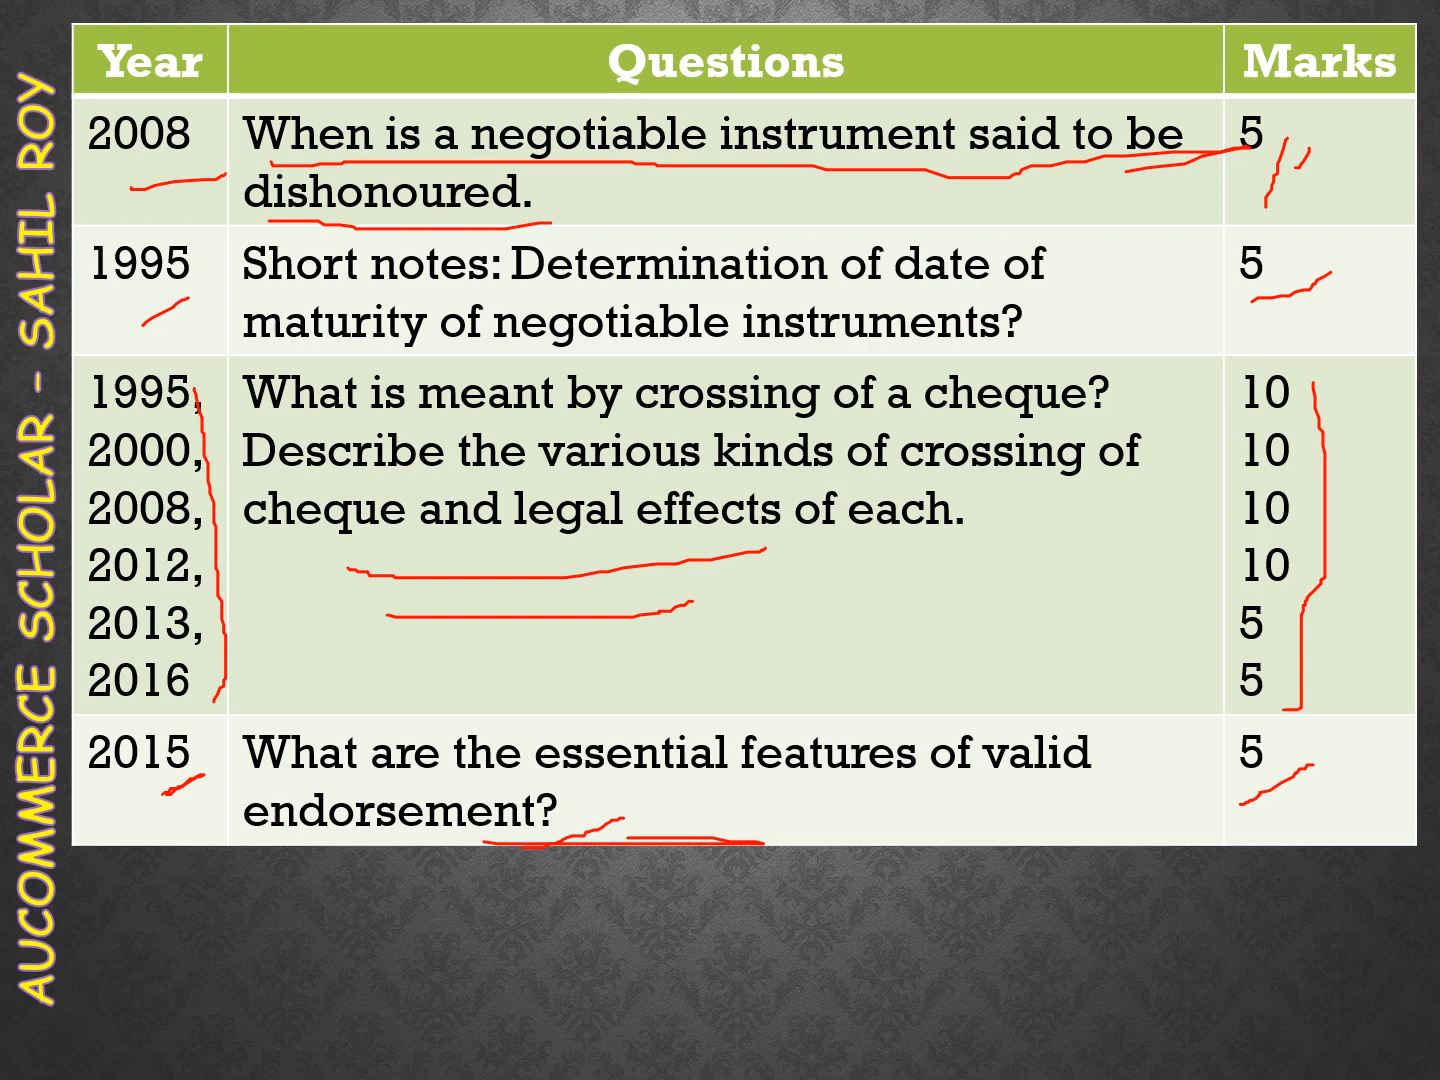 AUCOMMERCE SCHOLAR - SAHIL ROY
Year Questions Marks
2008 When is a negotiable instrument said to be 5
dishonoured.
1995 Short notes: Determination of date of 5
maturity of negotiable instruments?
1995, What is meant by crossing of a cheque? 10
2000, Describe the various kinds of crossing of 10
2008, cheque and legal effects of each. 10
2012, 10
2013, 5
2016 5
2015 What are the essential features of valid 5
endorsement?